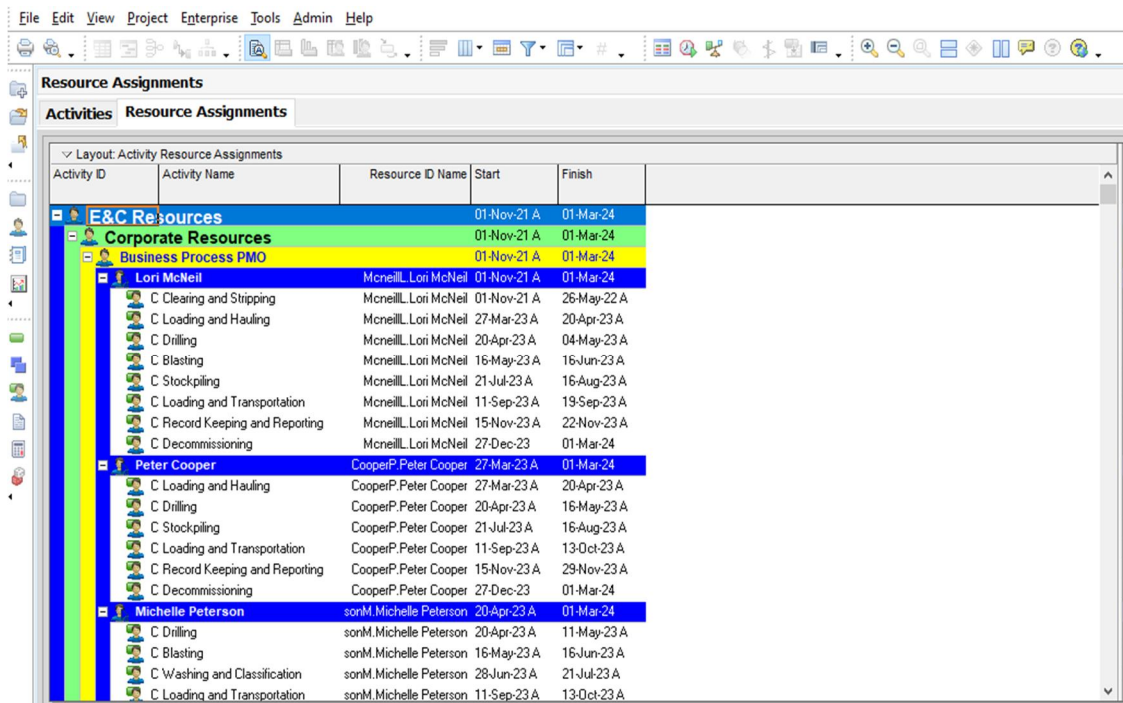 File Edit View Project Enterprise Tools Admin Help
Resource Assignments
Activities Resource Assignments
Layout: Activity Resource Assignments
Activity ID Activity Name Resource ID Name Start Finish
E&C Resources 01-Nov-21 A 01-Mar-24
Corporate Resources 01-Nov-21 A 01-Mar-24
Business Process PMO 01-Nov-21 A 01-Mar-24
Lori McNeil McneillL.Lori McNeil 01-Nov-21 A 01-Mar-24
C Clearing and Stripping McneillL.Lori McNeil 01-Nov-21 A 26-May-22 A
C Loading and Hauling McneillL.Lori McNeil 27-Mar-23 A 20-Apr-23 A
C Drilling McneillL.Lori McNeil 20-Apr-23 A 04-May-23 A
C Blasting McneillL.Lori McNeil 16-May-23 A 16-Jun-23 A
C Stockpiling McneillL.Lori McNeil 21-Jul-23 A 16-Aug-23 A
C Loading and Transportation McneillL.Lori McNeil 11-Sep-23 A 19-Sep-23 A
C Record Keeping and Reporting McneillL.Lori McNeil 15-Nov-23 A 22-Nov-23 A
C Decommissioning McneillL.Lori McNeil 27-Dec-23 01-Mar-24
Peter Cooper CooperP.Peter Cooper 27-Mar-23 A 01-Mar-24
C Loading and Hauling CooperP.Peter Cooper 27-Mar-23 A 20-Apr-23 A
C Drilling CooperP.Peter Cooper 20-Apr-23 A 16-May-23 A
C Stockpiling CooperP.Peter Cooper 21-Jul-23 A 16-Aug-23 A
C Loading and Transportation CooperP.Peter Cooper 11-Sep-23 A 13-Oct-23 A
C Record Keeping and Reporting CooperP.Peter Cooper 15-Nov-23 A 29-Nov-23 A
C Decommissioning CooperP.Peter Cooper 27-Dec-23 01-Mar-24
Michelle Peterson sonM.Michelle Peterson 20-Apr-23 A 01-Mar-24
C Drilling sonM.Michelle Peterson 20-Apr-23 A 11-May-23 A
C Blasting sonM.Michelle Peterson 16-May-23 A 16-Jun-23 A
C Washing and Classification sonM.Michelle Peterson 28-Jun-23 A 21-Jul-23 A
C Loading and Transportation sonM.Michelle Peterson 11-Sep-23 A 13-Oct-23 A